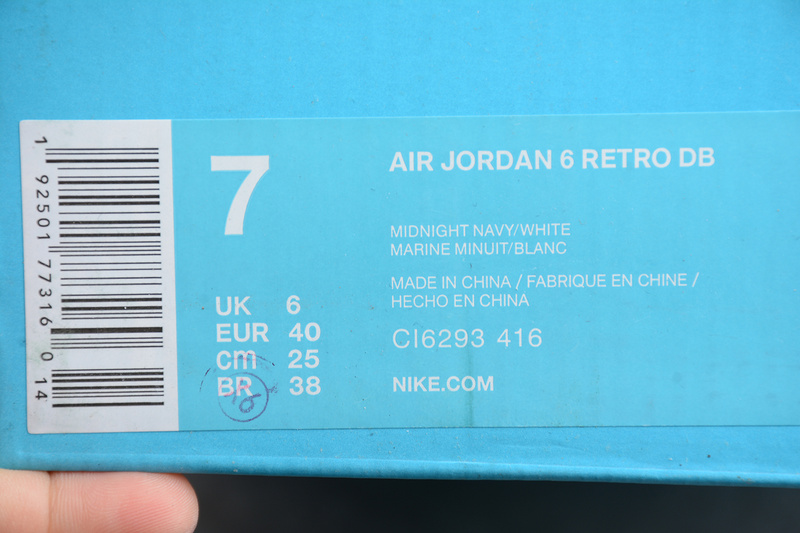 1 92501 77316 0 14
7
UK 6
EUR 40
cm 25
BR 38
AIR JORDAN 6 RETRO DB
MIDNIGHT NAVY/WHITE
MARINE MINUIT/BLANC
MADE IN CHINA / FABRIQUE EN CHINE /
HECHO EN CHINA
CI6293 416
NIKE.COM